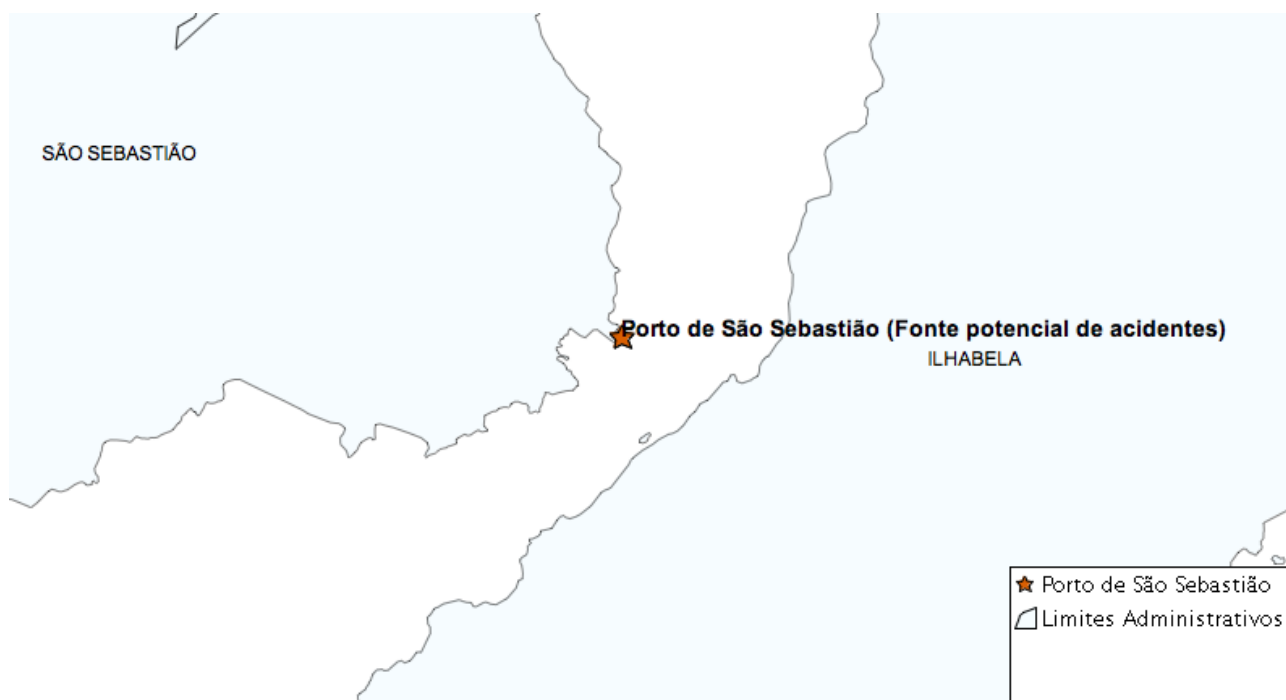 SÃO SEBASTIÃO
Porto de São Sebastião (Fonte potencial de acidentes)
ILHABELA
Porto de São Sebastião
Limites Administrativos